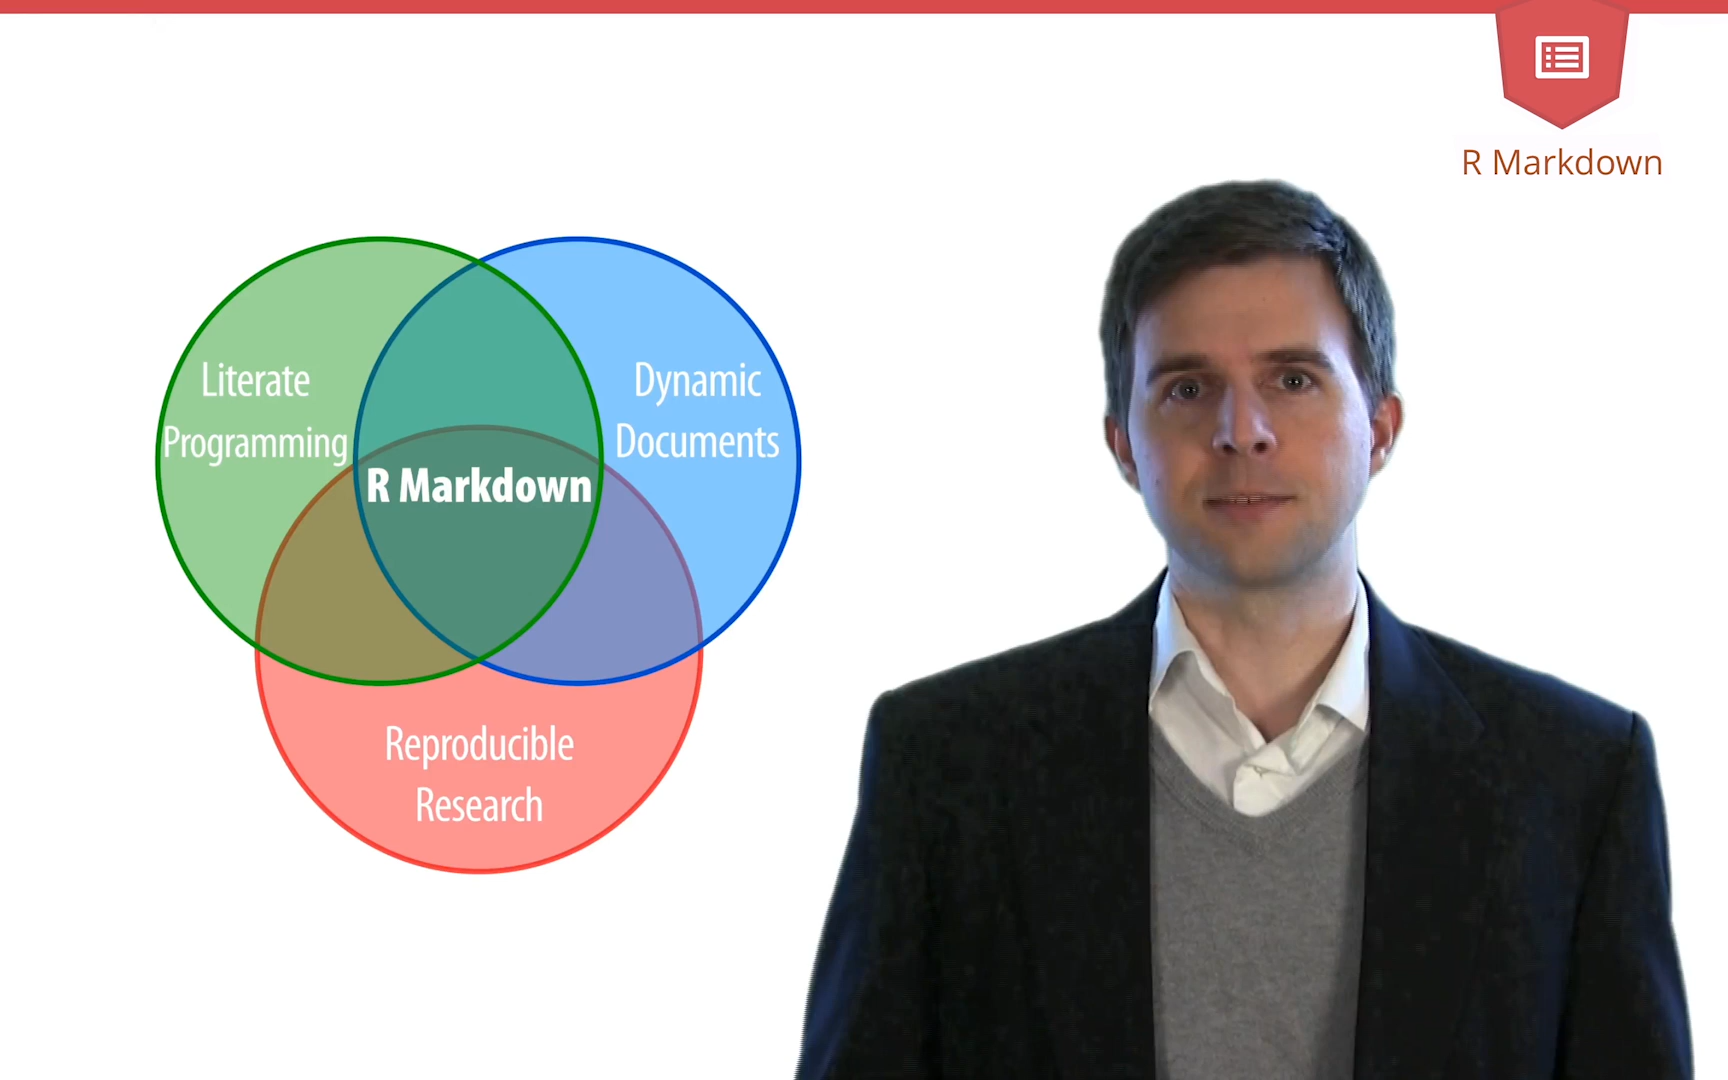 R Markdown
Literate
Programming
Dynamic
Documents
R Markdown
Reproducible
Research